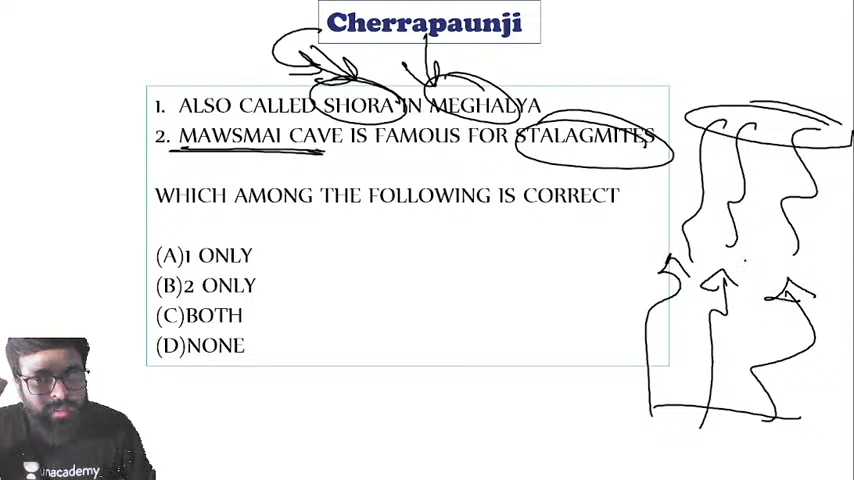 Cherrapaunji
1. ALSO CALLED SHORA IN MEGHALYA
2. MAWSMAI CAVE IS FAMOUS FOR STALAGMITES
WHICH AMONG THE FOLLOWING IS CORRECT
(A)1 ONLY
(B)2 ONLY
(C)BOTH
(D)NONE
unacademy